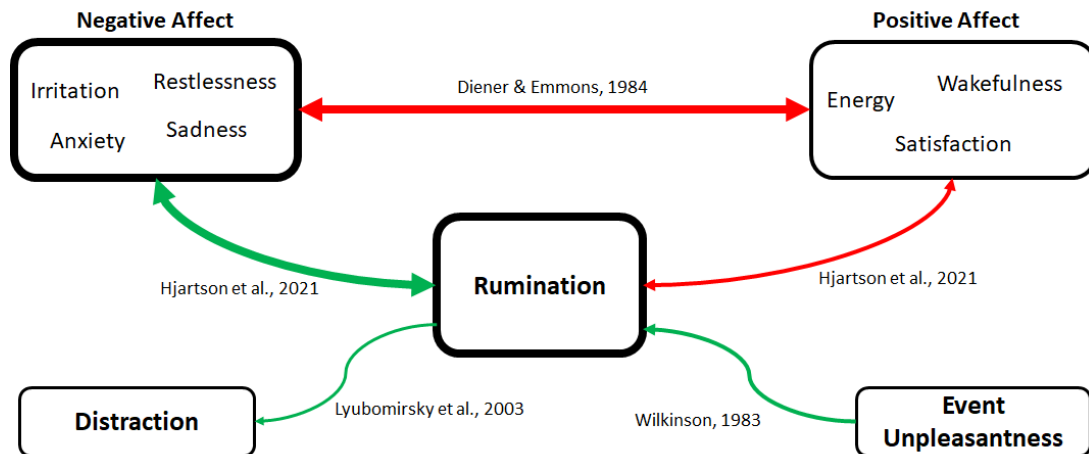 Negative Affect
Positive Affect
Irritation
Restlessness
Anxiety
Sadness
Diener & Emmons, 1984
Energy
Wakefulness
Satisfaction
Hjartson et al., 2021
Rumination
Hjartson et al., 2021
Distraction
Lyubomirsky et al., 2003
Wilkinson, 1983
Event
Unpleasantness